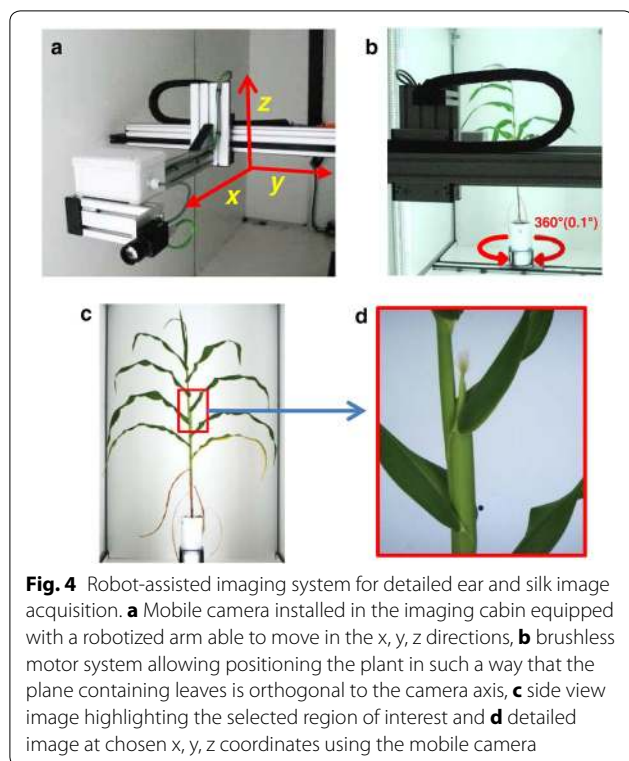 a
b
z
x
y
360°(0.1°)
c
d
Fig. 4 Robot-assisted imaging system for detailed ear and silk image
acquisition. a Mobile camera installed in the imaging cabin equipped
with a robotized arm able to move in the x, y, z directions, b brushless
motor system allowing positioning the plant in such a way that the
plane containing leaves is orthogonal to the camera axis, c side view
image highlighting the selected region of interest and d detailed
image at chosen x, y, z coordinates using the mobile camera